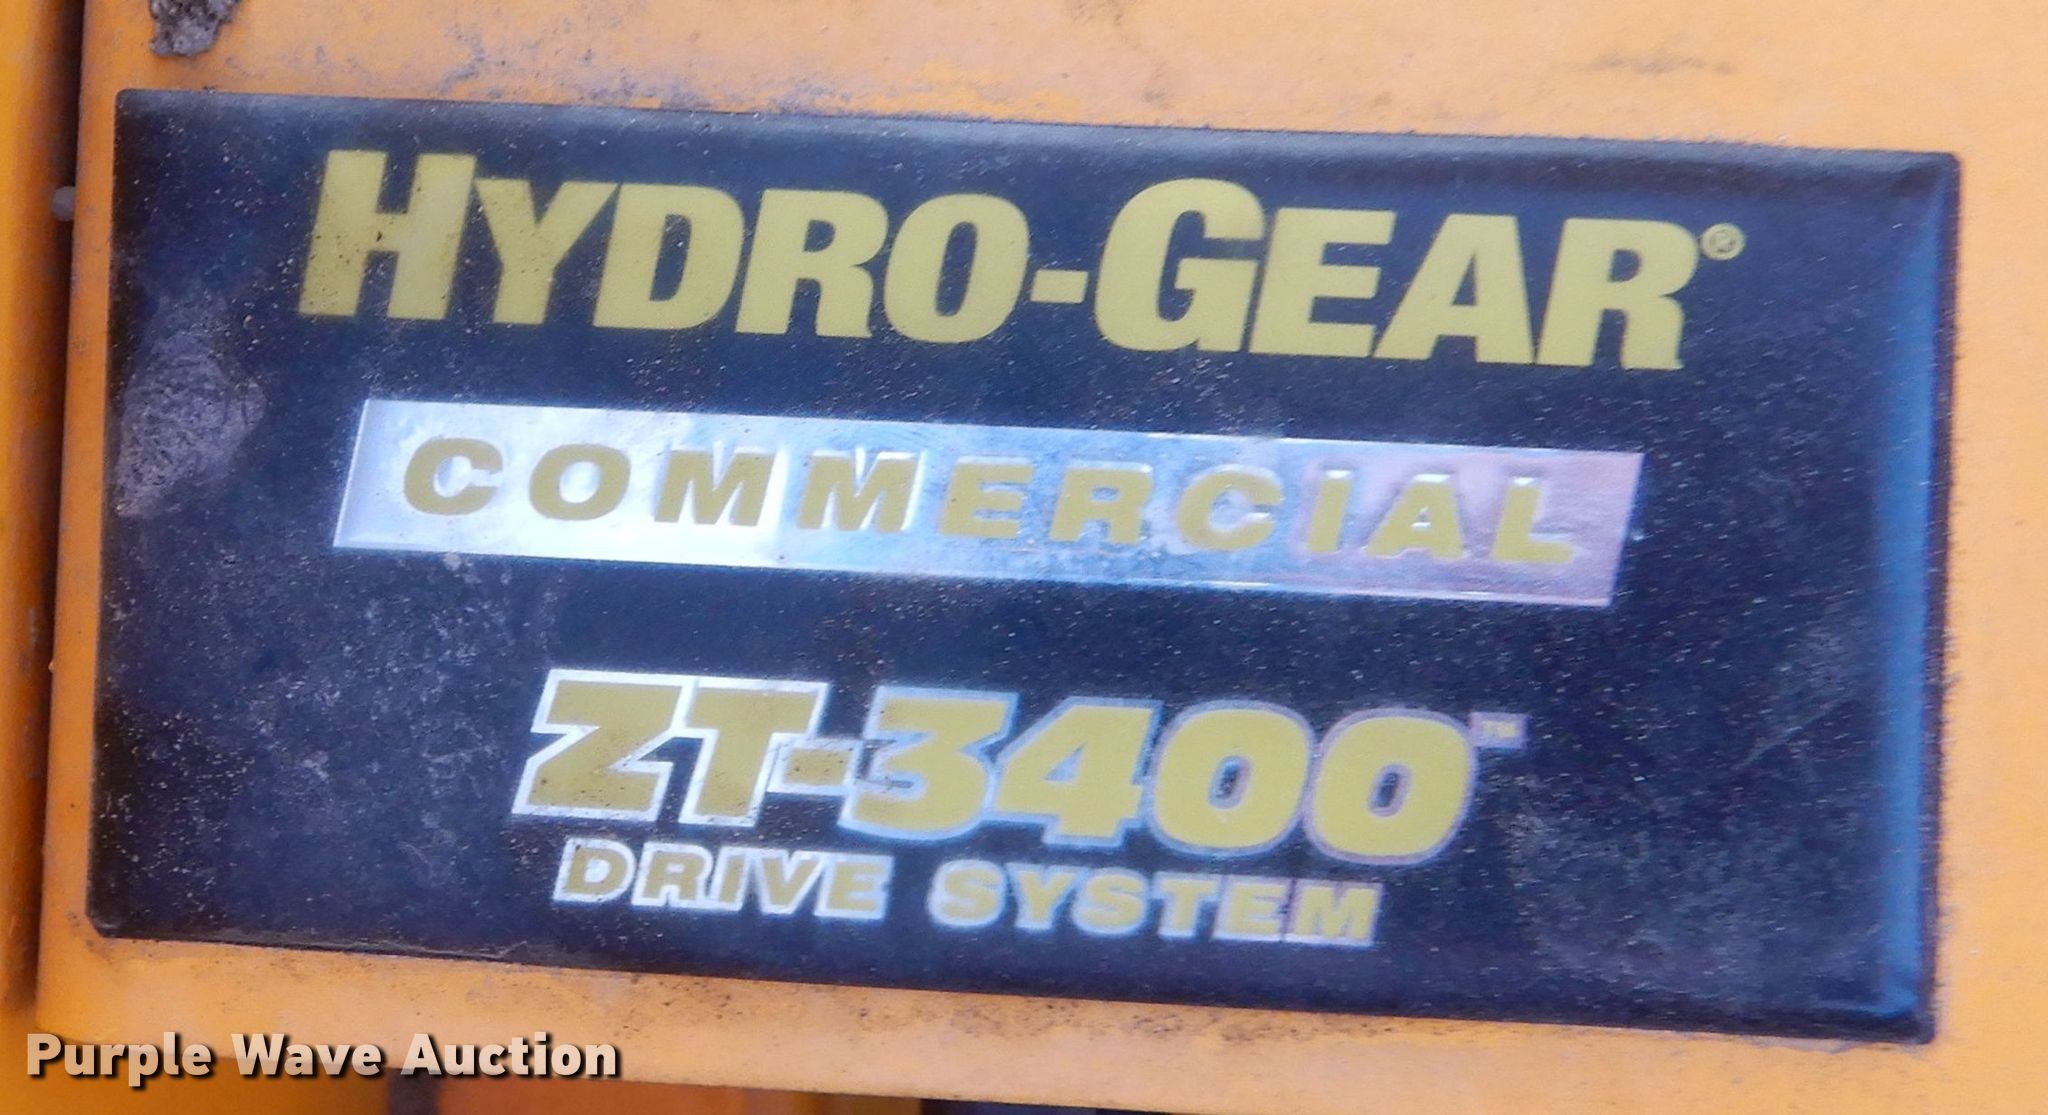 HYDRO-GEAR®
COMMERCIAL
ZT-3400™
DRIVE SYSTEM
Purple Wave Auction